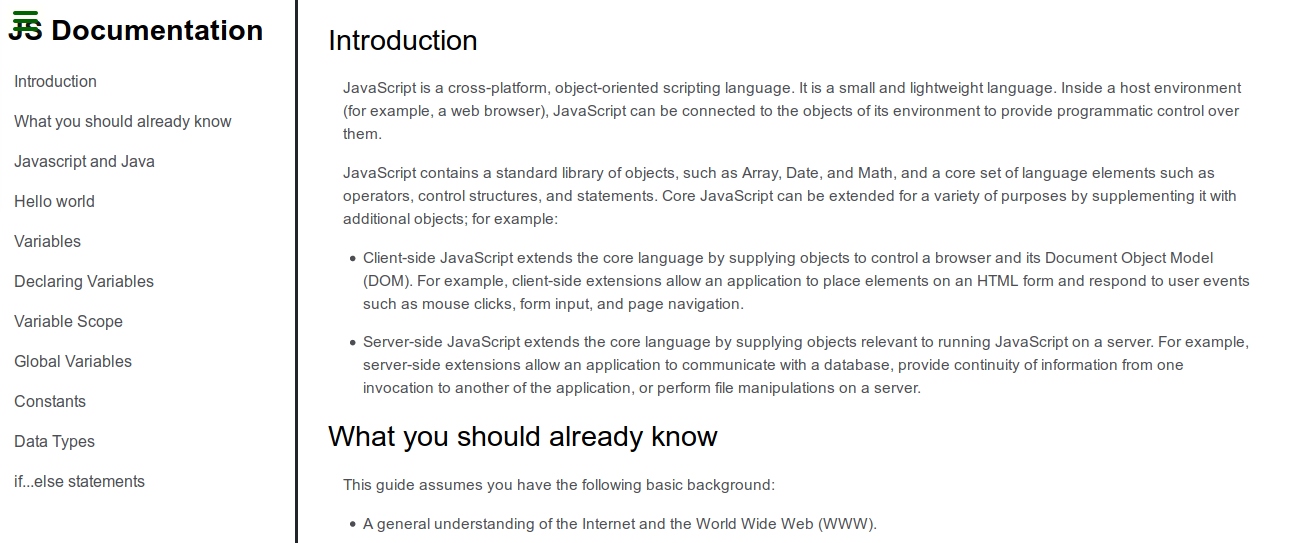 JS Documentation
Introduction
What you should already know
Javascript and Java
Hello world
Variables
Declaring Variables
Variable Scope
Global Variables
Constants
Data Types
if...else statements
Introduction
JavaScript is a cross-platform, object-oriented scripting language. It is a small and lightweight language. Inside a host environment
(for example, a web browser), JavaScript can be connected to the objects of its environment to provide programmatic control over
them.
JavaScript contains a standard library of objects, such as Array, Date, and Math, and a core set of language elements such as
operators, control structures, and statements. Core JavaScript can be extended for a variety of purposes by supplementing it with
additional objects; for example:
• Client-side JavaScript extends the core language by supplying objects to control a browser and its Document Object Model
(DOM). For example, client-side extensions allow an application to place elements on an HTML form and respond to user events
such as mouse clicks, form input, and page navigation.
• Server-side JavaScript extends the core language by supplying objects relevant to running JavaScript on a server. For example,
server-side extensions allow an application to communicate with a database, provide continuity of information from one
invocation to another of the application, or perform file manipulations on a server.
What you should already know
This guide assumes you have the following basic background:
• A general understanding of the Internet and the World Wide Web (WWW).